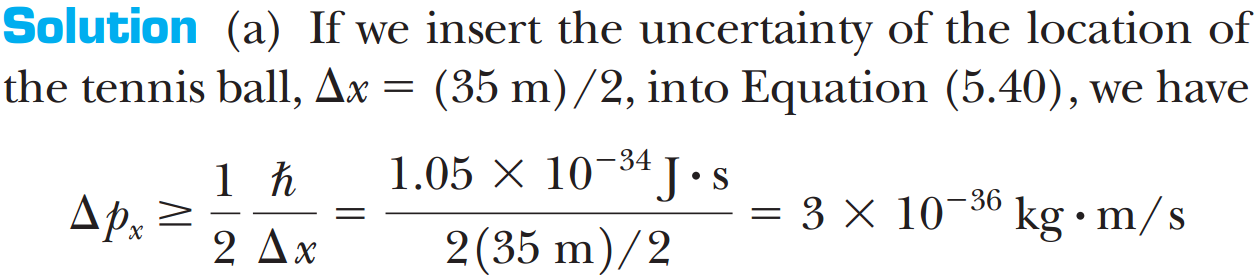 Solution (a) If we insert the uncertainty of the location of
the tennis ball, Δx = (35 m)/2, into Equation (5.40), we have
Δpₓ ≥ 1/2 ℏ/Δx = 1.05 × 10⁻³⁴ J·s / 2(35 m)/2 = 3 × 10⁻³⁶ kg·m/s